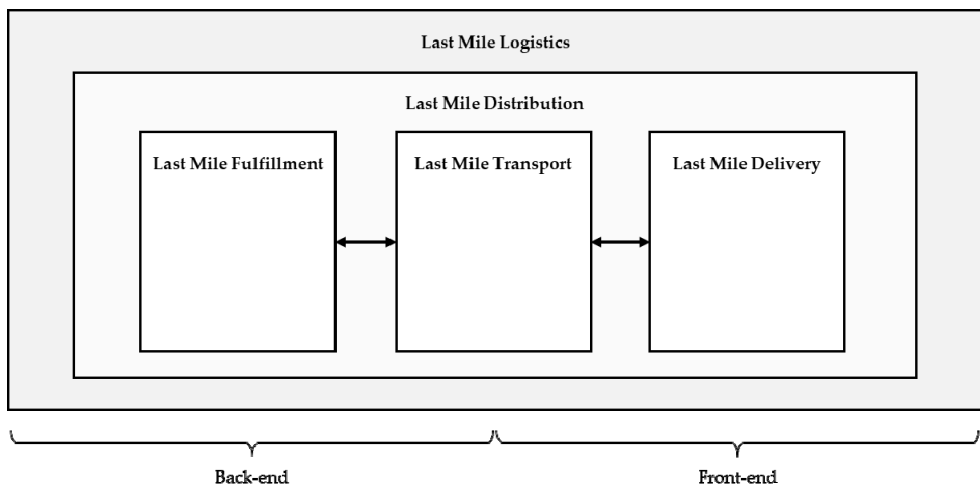 Last Mile Logistics
Last Mile Distribution
Last Mile Fulfillment
Last Mile Transport
Last Mile Delivery
Back-end
Front-end